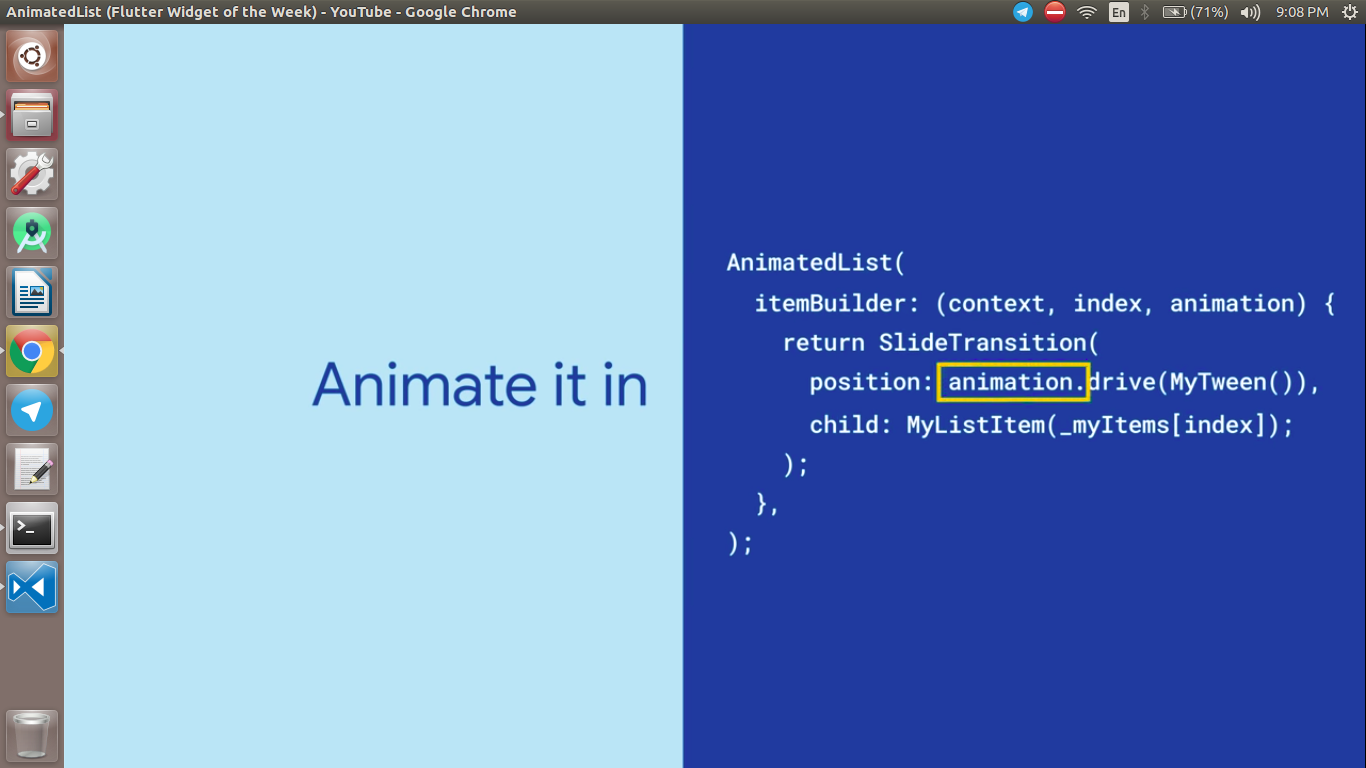 AnimatedList (Flutter Widget of the Week) - YouTube - Google Chrome
En
(71%)
9:08 PM
Animate it in
AnimatedList(
itemBuilder: (context, index, animation) {
return SlideTransition(
position: animation.drive(MyTween()),
child: MyListItem(_myItems[index]);
);
},
);